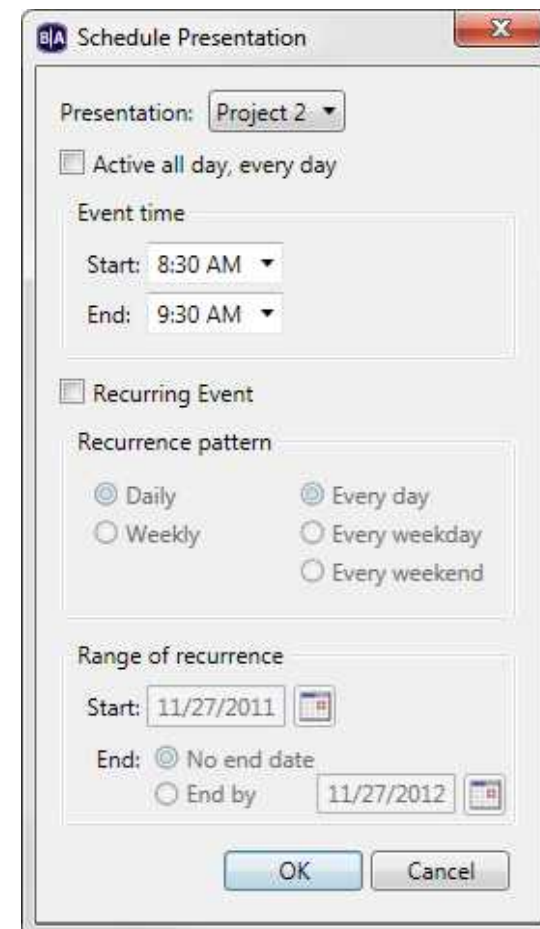 B|A Schedule Presentation
Presentation: Project 2
Active all day, every day
Event time
Start: 8:30 AM
End: 9:30 AM
Recurring Event
Recurrence pattern
Daily Every day
Weekly Every weekday
Every weekend
Range of recurrence
Start: 11/27/2011
End: No end date
End by 11/27/2012
OK Cancel